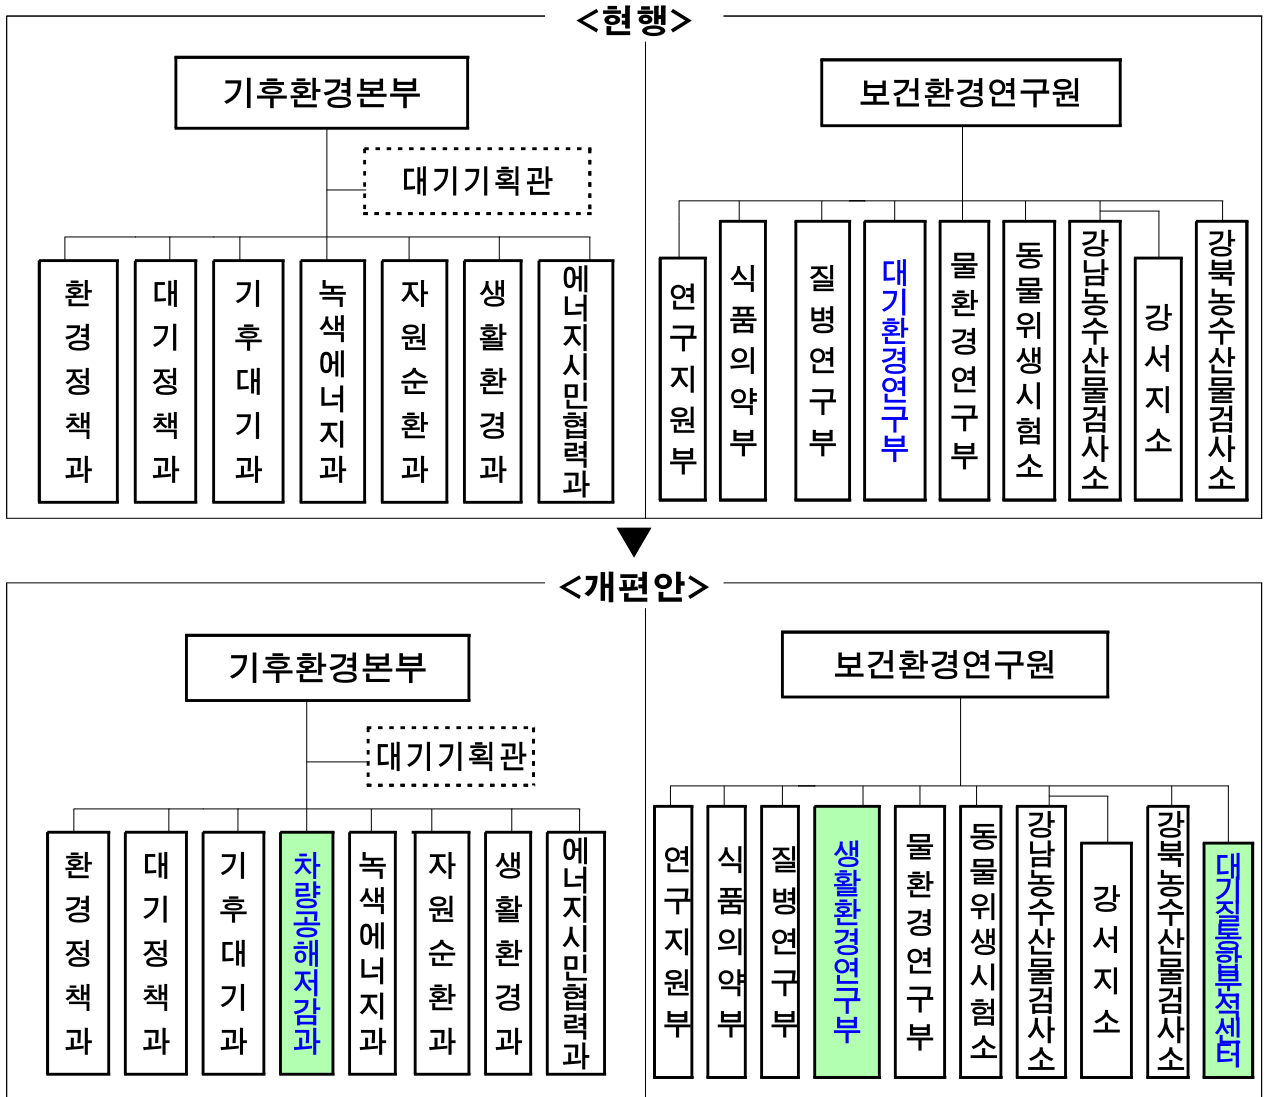 <현행>
기후환경본부
대기기획관
환경정책과
대기정책과
기후대기과
녹색에너지과
자원순환과
생활환경과
에너지시민협력과
보건환경연구원
연구지원부
식품의약부
질병연구부
대기환경연구부
물환경연구부
동물위생시험소
강남농수산물검사소
강서지소
강북농수산물검사소
<개편안>
기후환경본부
대기기획관
환경정책과
대기정책과
기후대기과
차량공해저감과
녹색에너지과
자원순환과
생활환경과
에너지시민협력과
보건환경연구원
연구지원부
식품의약부
질병연구부
생활환경연구부
물환경연구부
동물위생시험소
강남농수산물검사소
강서지소
강북농수산물검사소
대기질통합분석센터